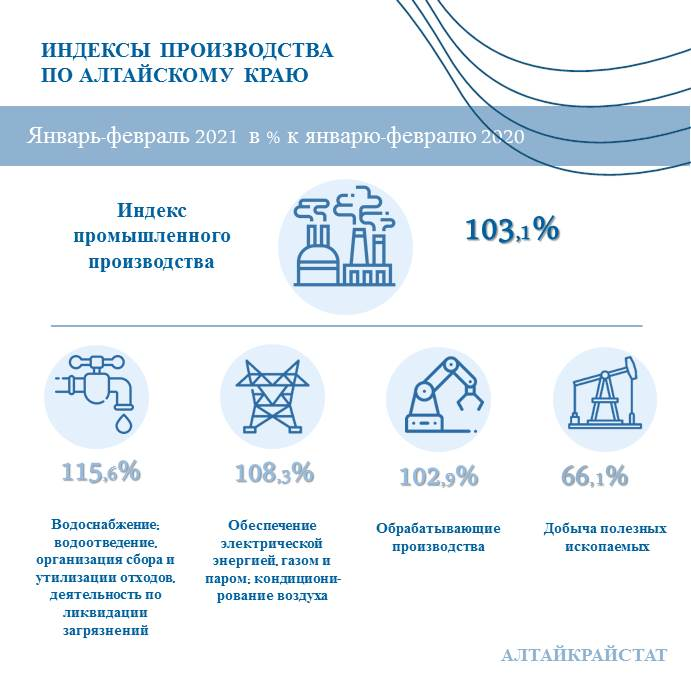 ИНДЕКСЫ ПРОИЗВОДСТВА
ПО АЛТАЙСКОМУ КРАЮ
Январь-февраль 2021 в % к январю-февралю 2020
Индекс
промышленного
производства
103,1%
115,6%
108,3%
102,9%
66,1%
Водоснабжение;
водоотведение,
организация сбора и
утилизации отходов,
деятельность по
ликвидации
загрязнений
Обеспечение
электрической
энергией, газом и
паром; кондициони-
рование воздуха
Обрабатывающие
производства
Добыча полезных
ископаемых
АЛТАЙКРАЙСТАТ